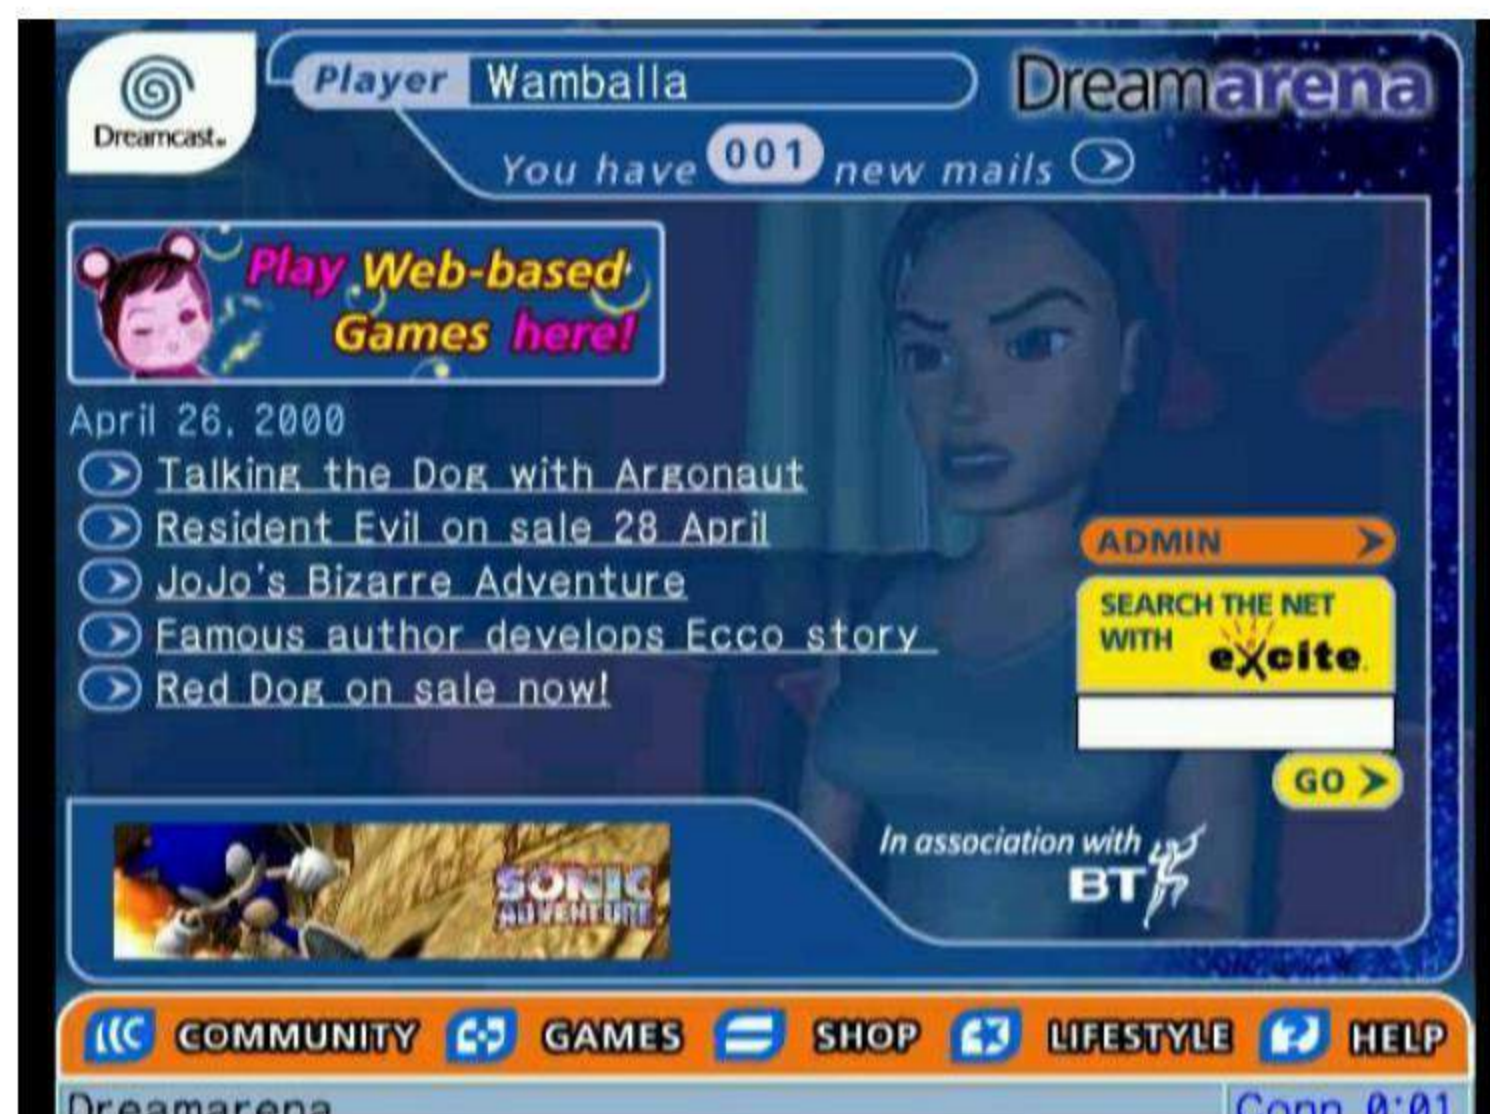 Dreamcast
Player Wamballa
Dreamarena
You have 001 new mails
Play Web-based
Games here!
April 26, 2000
Talking the Dog with Argonaut
Resident Evil on sale 28 April
JoJo's Bizarre Adventure
Famous author develops Ecco story
Red Dog on sale now!
ADMIN
SEARCH THE NET
WITH excite
GO
SONIC
ADVENTURE
In association with
BT
COMMUNITY GAMES SHOP LIFESTYLE HELP
Dreamarena Conn 0:01